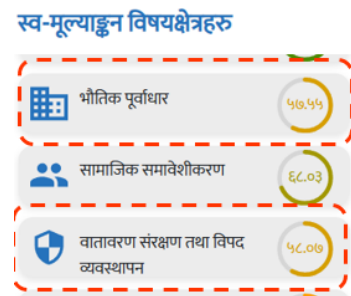 स्व-मूल्याङ्कन विषयक्षेत्रहरु
भौतिक पूर्वाधार
५७.५५
सामाजिक समावेशीकरण
६८.०३
वातावरण संरक्षण तथा विपद
व्यवस्थापन
५८.०७